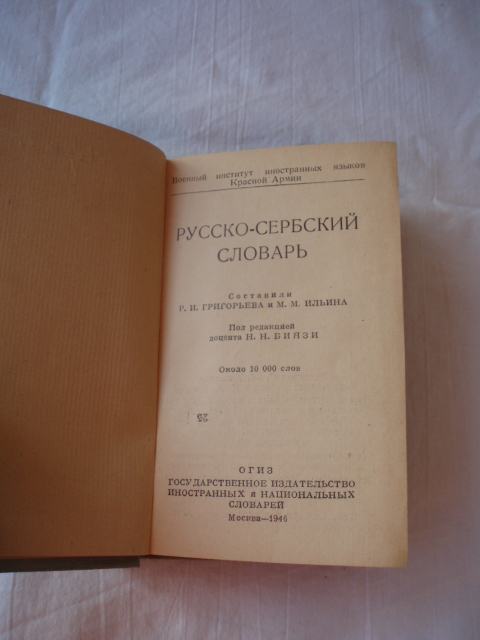 Военный институт иностранных языков
Красной Армии
РУССКО-СЕРБСКИЙ
СЛОВАРЬ
Составили
Р. И. ГРИГОРЬЕВА и М. М. ИЛЬИНА
Под редакцией
доцента Н. Н. БИЯЗИ
Около 10 000 слов
ОГИЗ
ГОСУДАРСТВЕННОЕ ИЗДАТЕЛЬСТВО
ИНОСТРАННЫХ и НАЦИОНАЛЬНЫХ
СЛОВАРЕЙ
Москва—1946